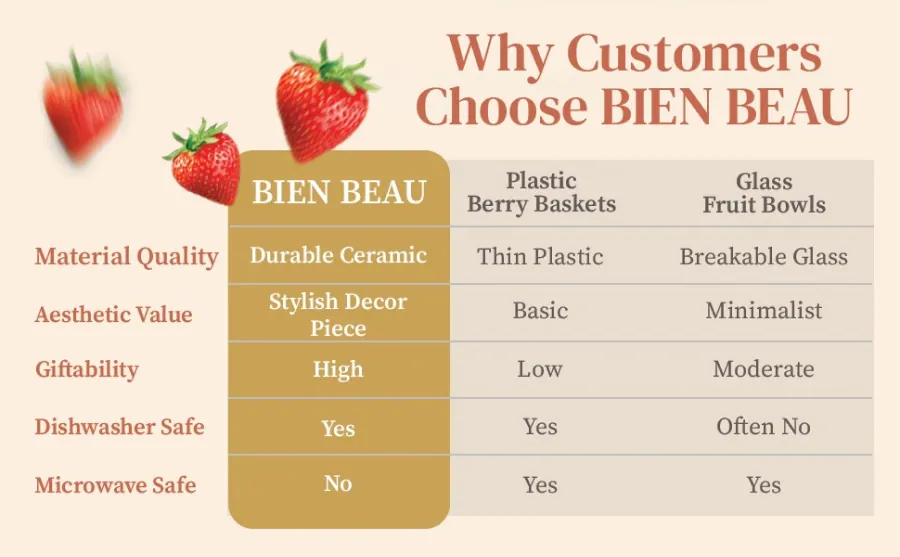 Why Customers
Choose BIEN BEAU
BIEN BEAU
Plastic
Berry Baskets
Glass
Fruit Bowls
Material Quality
Durable Ceramic
Thin Plastic
Breakable Glass
Aesthetic Value
Stylish Decor
Piece
Basic
Minimalist
Giftability
High
Low
Moderate
Dishwasher Safe
Yes
Yes
Often No
Microwave Safe
No
Yes
Yes